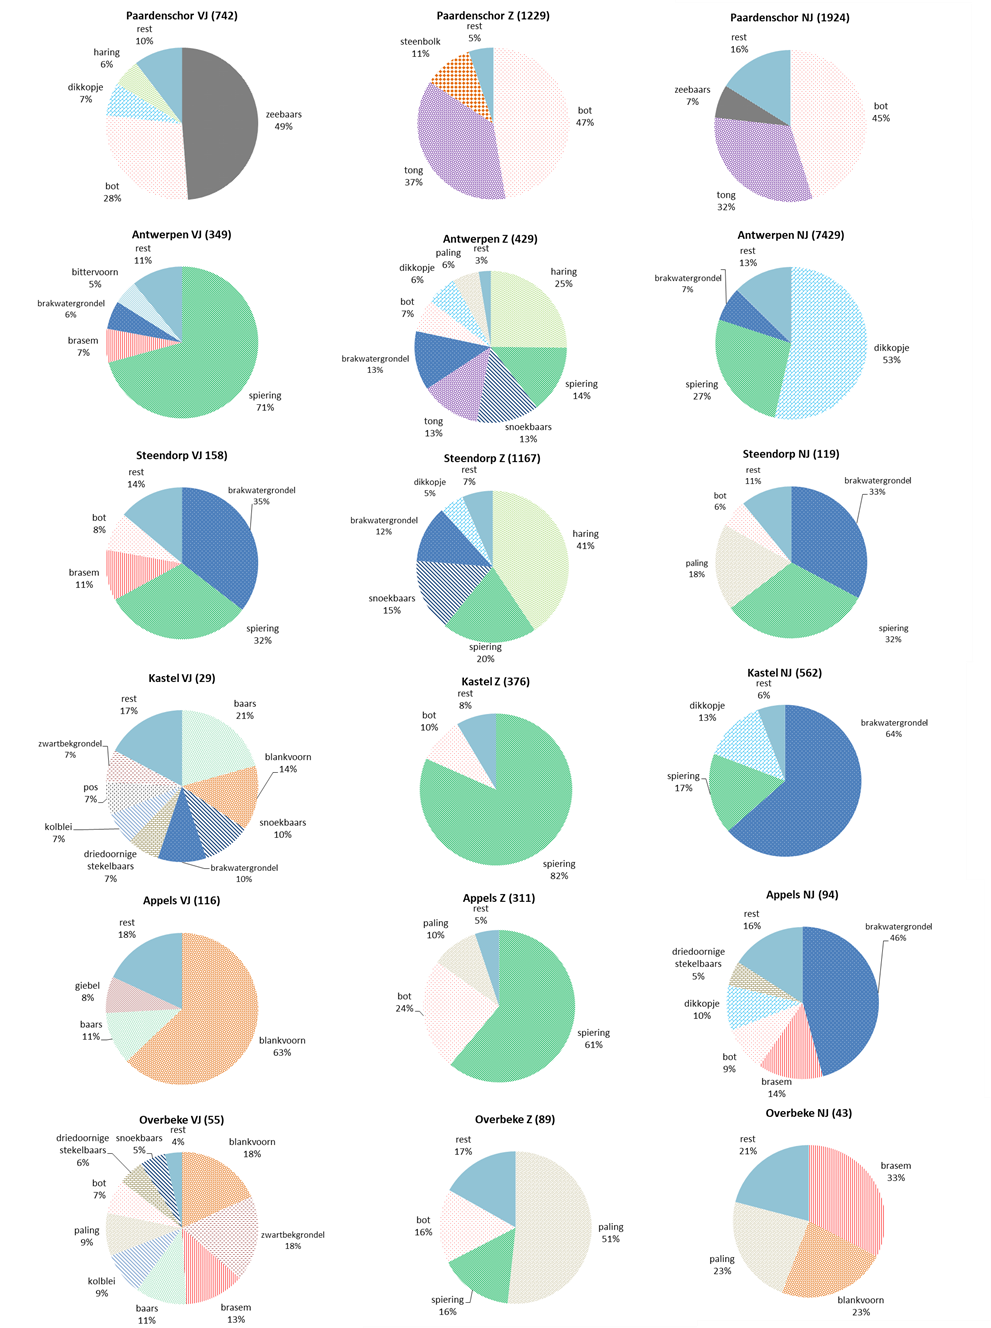 Paardenschor VJ (742)
rest
10%
haring
6%
dikkopje
7%
bot
28%
zeebaars
49%
Paardenschor Z (1229)
rest
5%
steenbolk
11%
tong
37%
bot
47%
Paardenschor NJ (1924)
rest
16%
zeebaars
7%
tong
32%
bot
45%
Antwerpen VJ (349)
rest
11%
bittervoorn
5%
brakwatergrondel
6%
brasem
7%
spiering
71%
Antwerpen Z (429)
rest
3%
paling
6%
dikkopje
6%
bot
7%
brakwatergrondel
13%
tong
13%
snoekbaars
13%
spiering
14%
haring
25%
Antwerpen NJ (7429)
rest
13%
brakwatergrondel
7%
spiering
27%
dikkopje
53%
Steendorp VJ 158)
rest
14%
bot
8%
brasem
11%
spiering
32%
brakwatergrondel
35%
Steendorp Z (1167)
rest
7%
dikkopje
5%
brakwatergrondel
12%
snoekbaars
15%
spiering
20%
haring
41%
Steendorp NJ (119)
rest
11%
bot
6%
paling
18%
spiering
32%
brakwatergrondel
33%
Kastel VJ (29)
rest
17%
zwartbekgrondel
7%
pos
7%
kolblei
7%
driedoornige
stekelbaars
7%
brakwatergrondel
10%
snoekbaars
10%
blankvoorn
14%
baars
21%
Kastel Z (376)
rest
8%
bot
10%
spiering
82%
Kastel NJ (562)
rest
6%
dikkopje
13%
spiering
17%
brakwatergrondel
64%
Appels VJ (116)
rest
18%
giebel
8%
baars
11%
blankvoorn
63%
Appels Z (311)
rest
5%
paling
10%
bot
24%
spiering
61%
Appels NJ (94)
rest
16%
driedoornige
stekelbaars
5%
dikkopje
10%
bot
9%
brasem
14%
brakwatergrondel
46%
Overbeke VJ (55)
rest
4%
snoekbaars
5%
driedoornige
stekelbaars
6%
bot
7%
paling
9%
kolblei
9%
baars
11%
brasem
13%
zwartbekgrondel
18%
blankvoorn
18%
Overbeke Z (89)
rest
17%
bot
16%
spiering
16%
paling
51%
Overbeke NJ (43)
rest
21%
paling
23%
blankvoorn
23%
brasem
33%